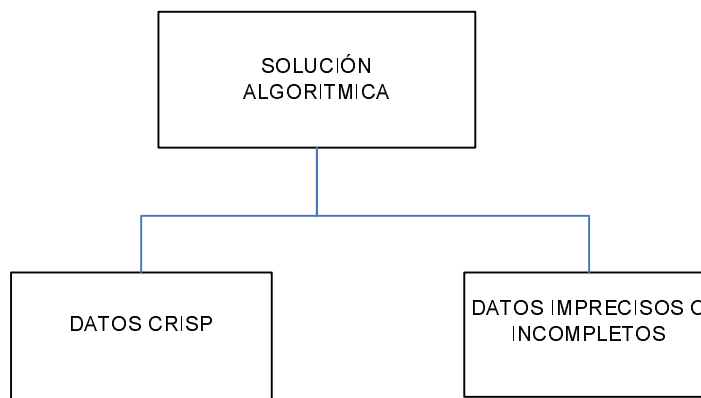 SOLUCIÓN
ALGORITMICA
DATOS CRISP
DATOS IMPRECISOS O
INCOMPLETOS